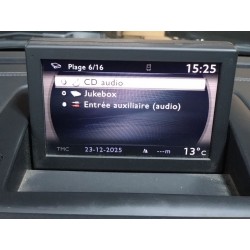 Plage 6/16 15:25
CD audio
Jukebox
Entrée auxiliaire (audio)
TMC 23-12-2025 ---m 13°c